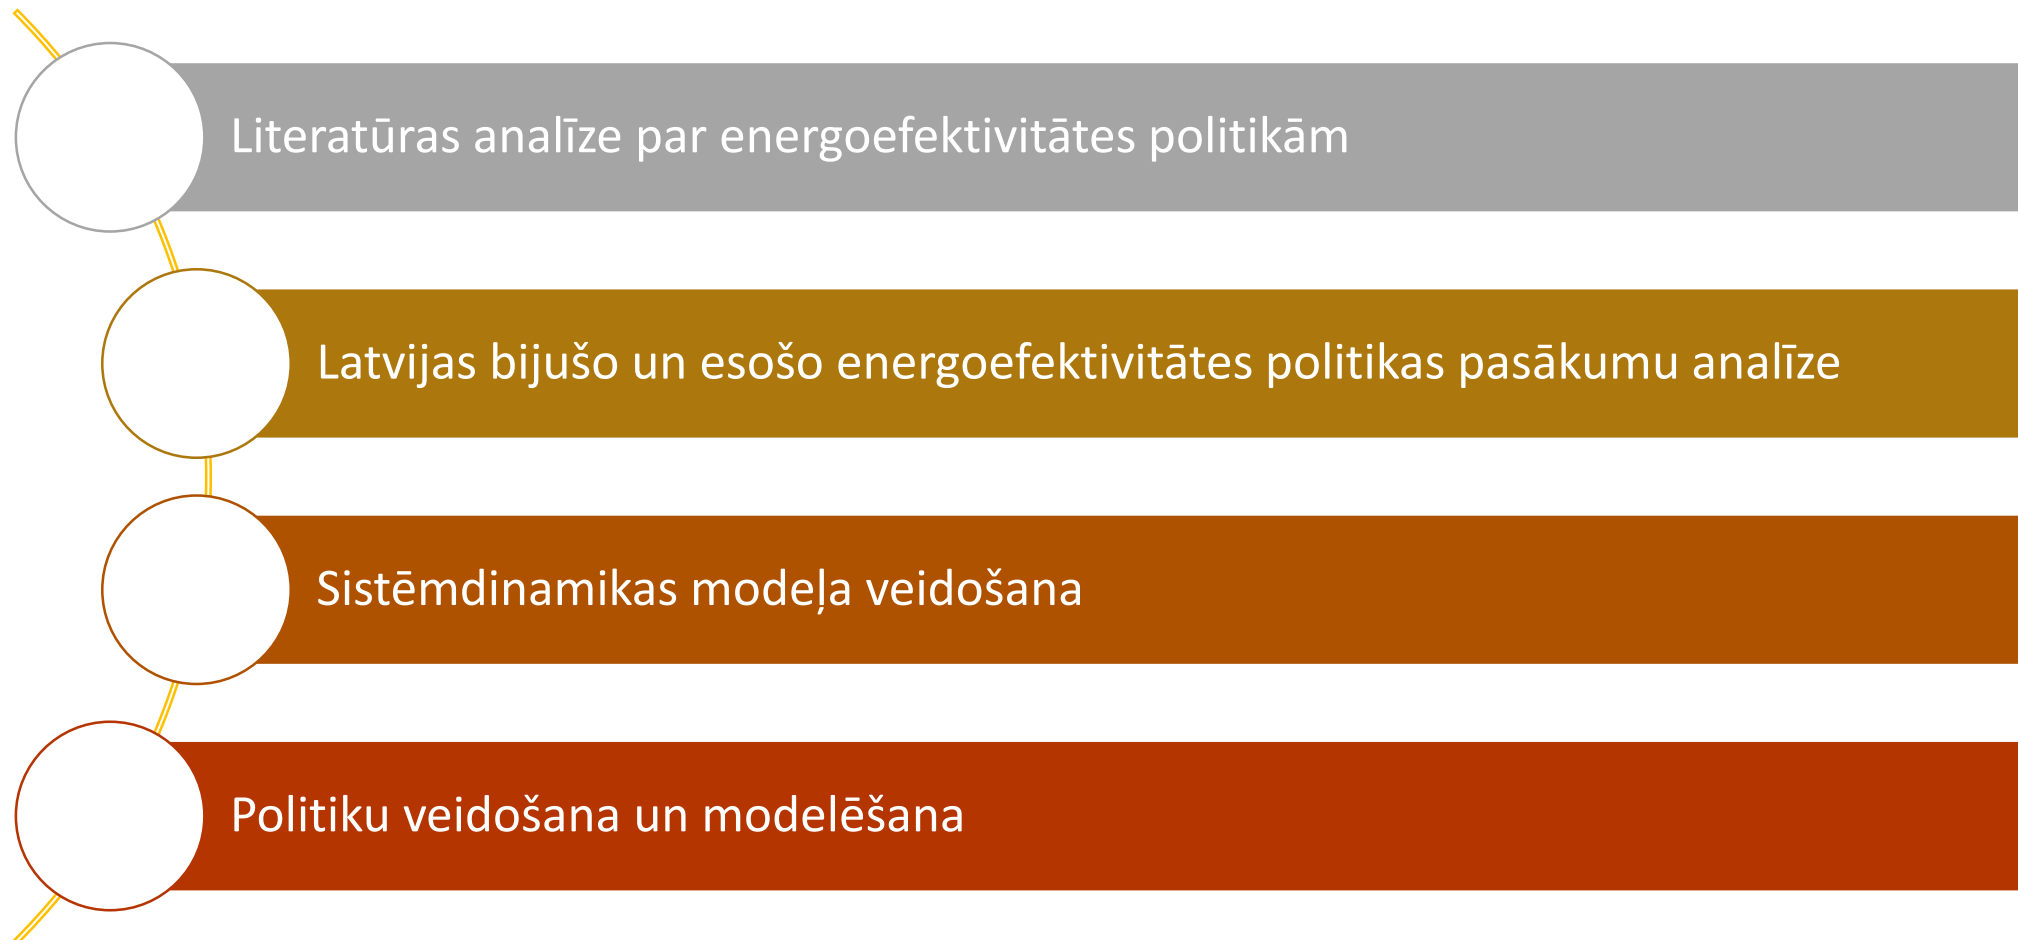 Literatūras analīze par energoefektivitātes politikām
Latvijas bijušo un esošo energoefektivitātes politikas pasākumu analīze
Sistēmdinamikas modeļa veidošana
Politiku veidošana un modelēšana